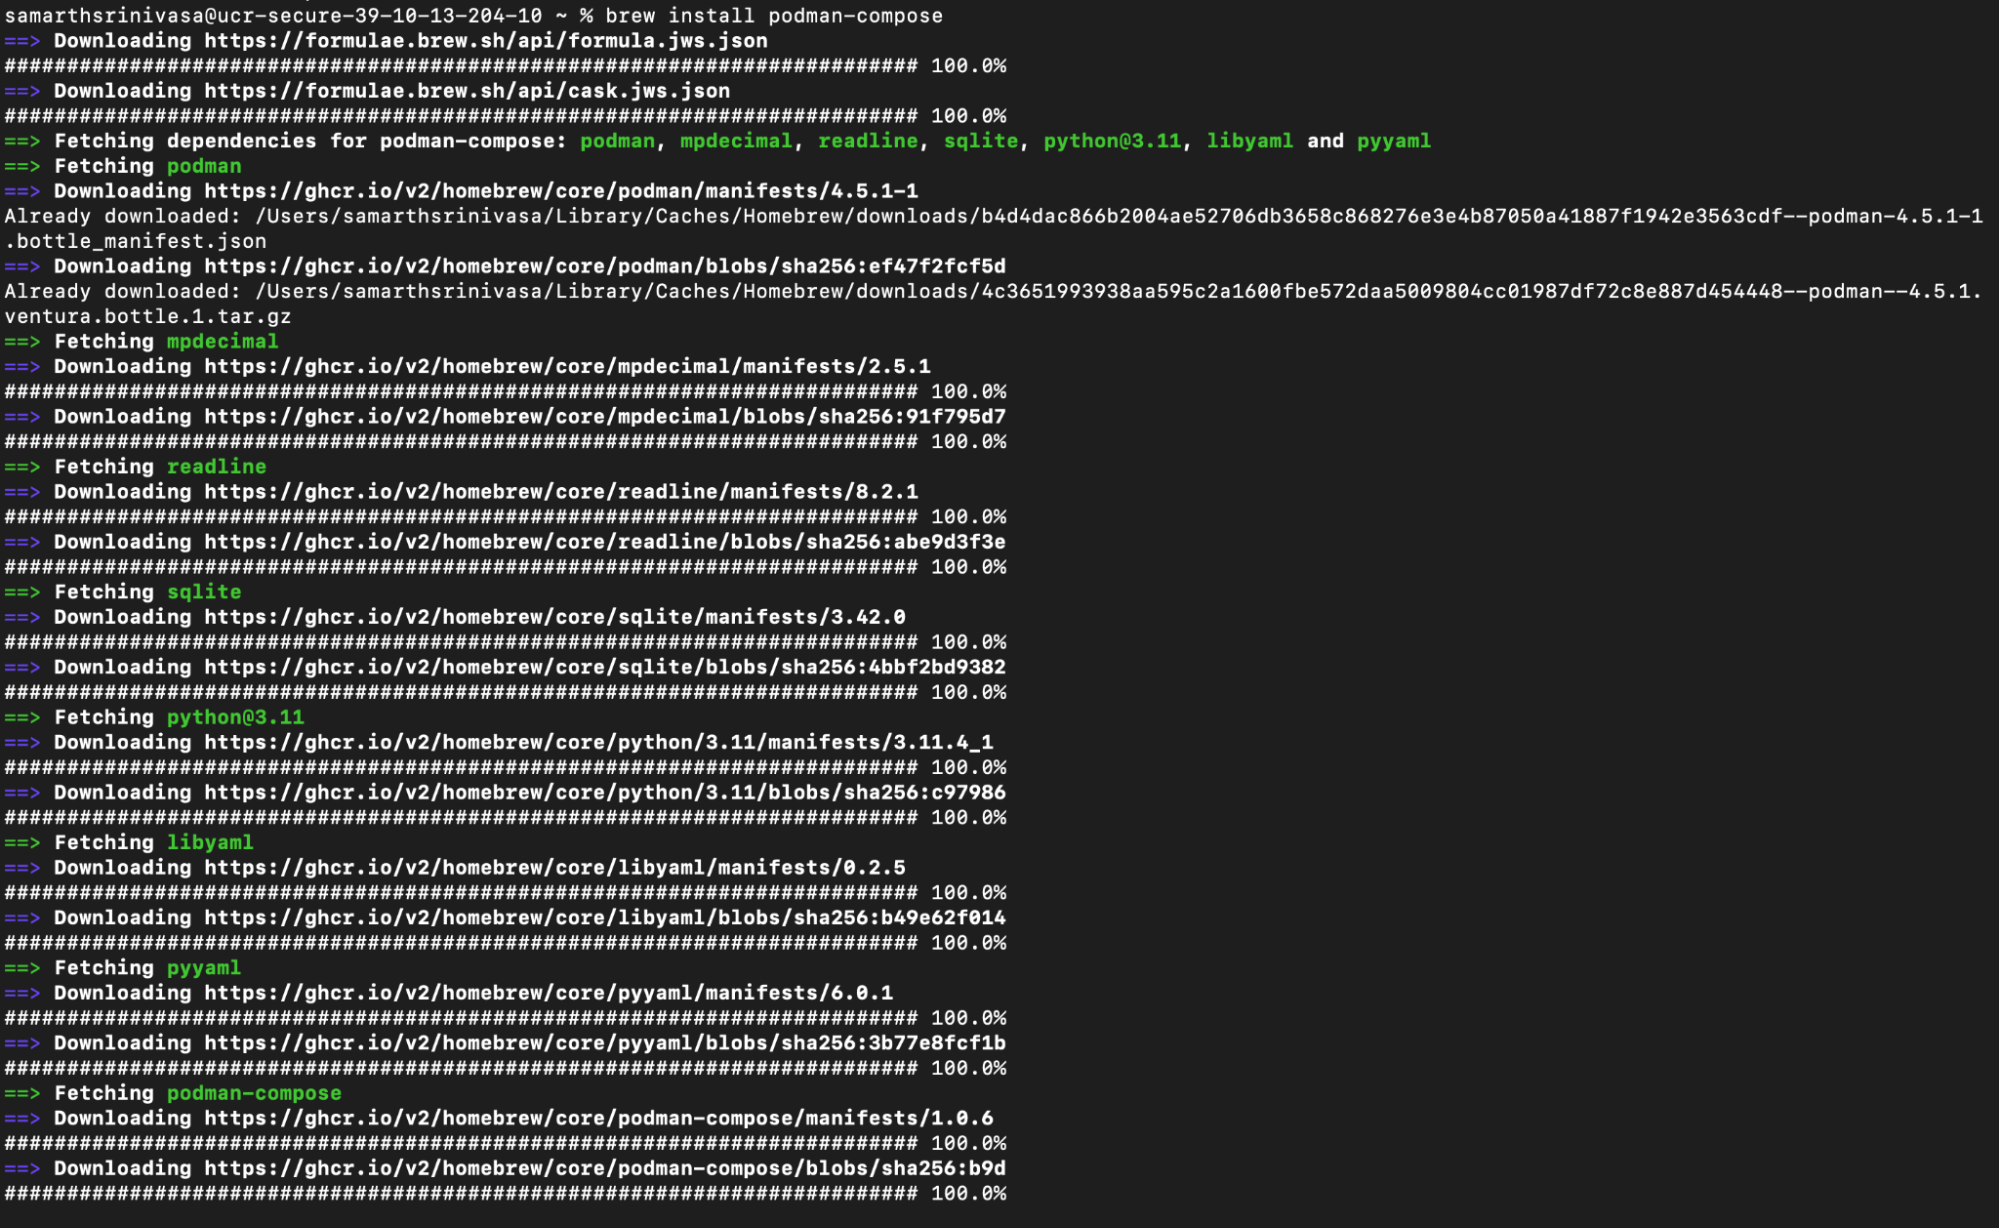 samarthsrinivasa@ucr-secure-39-10-13-204-10 ~ % brew install podman-compose
==> Downloading https://formulae.brew.sh/api/formula.jws.json
######################################################################### 100.0%
==> Downloading https://formulae.brew.sh/api/cask.jws.json
######################################################################### 100.0%
==> Fetching dependencies for podman-compose: podman, mpdecimal, readline, sqlite, python@3.11, libyaml and pyyaml
==> Fetching podman
==> Downloading https://ghcr.io/v2/homebrew/core/podman/manifests/4.5.1-1
Already downloaded: /Users/samarthsrinivasa/Library/Caches/Homebrew/downloads/b4d4dac866b2004ae52706db3658c868276e3e4b87050a41887f1942e3563cdf--podman-4.5.1-1
.bottle_manifest.json
==> Downloading https://ghcr.io/v2/homebrew/core/podman/blobs/sha256:ef47f2fcf5d
Already downloaded: /Users/samarthsrinivasa/Library/Caches/Homebrew/downloads/4c3651993938aa595c2a1600fbe572daa5009804cc01987df72c8e887d454448--podman--4.5.1.
ventura.bottle.1.tar.gz
==> Fetching mpdecimal
==> Downloading https://ghcr.io/v2/homebrew/core/mpdecimal/manifests/2.5.1
######################################################################### 100.0%
==> Downloading https://ghcr.io/v2/homebrew/core/mpdecimal/blobs/sha256:91f795d7
######################################################################### 100.0%
==> Fetching readline
==> Downloading https://ghcr.io/v2/homebrew/core/readline/manifests/8.2.1
######################################################################### 100.0%
==> Downloading https://ghcr.io/v2/homebrew/core/readline/blobs/sha256:abe9d3f3e
######################################################################### 100.0%
==> Fetching sqlite
==> Downloading https://ghcr.io/v2/homebrew/core/sqlite/manifests/3.42.0
######################################################################### 100.0%
==> Downloading https://ghcr.io/v2/homebrew/core/sqlite/blobs/sha256:4bbf2bd9382
######################################################################### 100.0%
==> Fetching python@3.11
==> Downloading https://ghcr.io/v2/homebrew/core/python/3.11/manifests/3.11.4_1
######################################################################### 100.0%
==> Downloading https://ghcr.io/v2/homebrew/core/python/3.11/blobs/sha256:c97986
######################################################################### 100.0%
==> Fetching libyaml
==> Downloading https://ghcr.io/v2/homebrew/core/libyaml/manifests/0.2.5
######################################################################### 100.0%
==> Downloading https://ghcr.io/v2/homebrew/core/libyaml/blobs/sha256:b49e62f014
######################################################################### 100.0%
==> Fetching pyyaml
==> Downloading https://ghcr.io/v2/homebrew/core/pyyaml/manifests/6.0.1
######################################################################### 100.0%
==> Downloading https://ghcr.io/v2/homebrew/core/pyyaml/blobs/sha256:3b77e8fcf1b
######################################################################### 100.0%
==> Fetching podman-compose
==> Downloading https://ghcr.io/v2/homebrew/core/podman-compose/manifests/1.0.6
######################################################################### 100.0%
==> Downloading https://ghcr.io/v2/homebrew/core/podman-compose/blobs/sha256:b9d
######################################################################### 100.0%